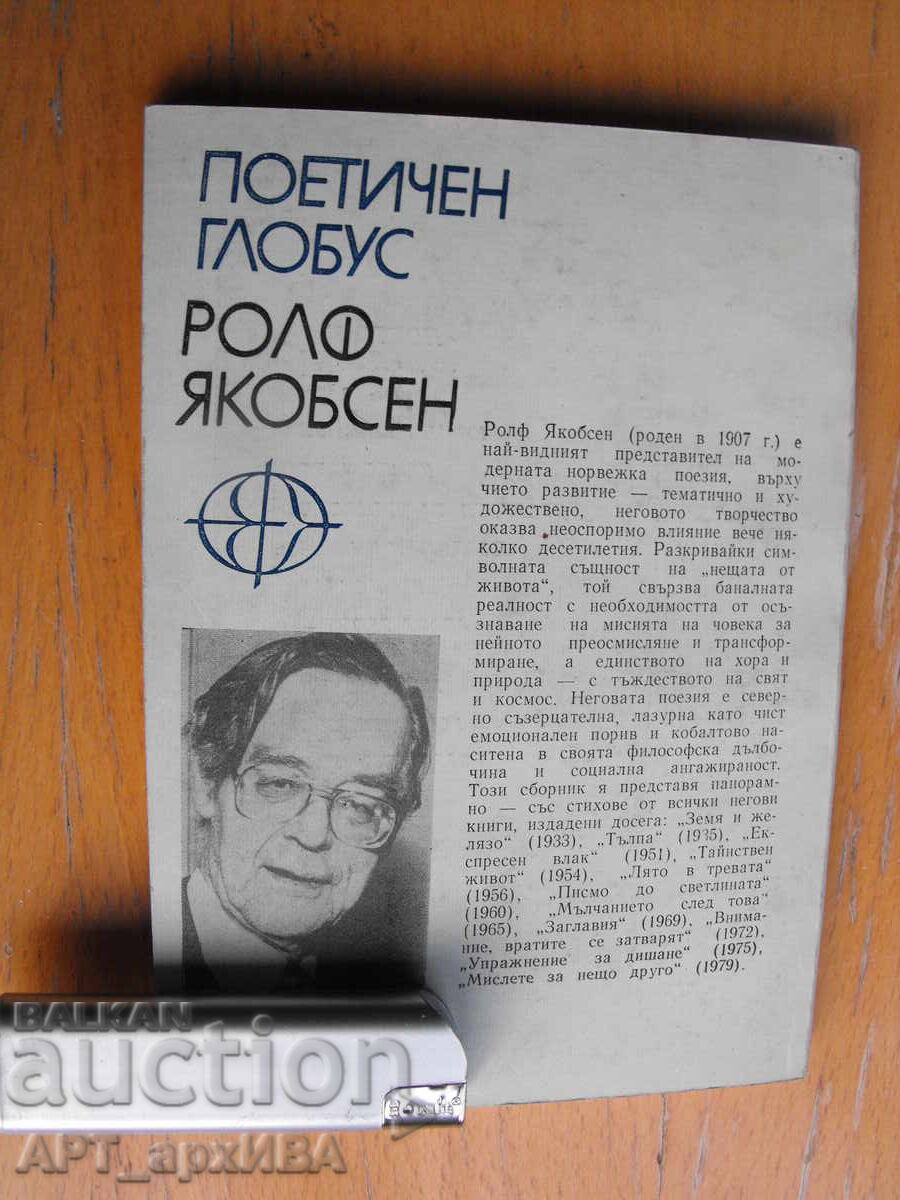 ПОЕТИЧЕН
ГЛОБУС
РОЛФ
ЯКОБСЕН
Ролф Якобсен (роден в 1907 г.) е
най-видният представител на мо-
дерната норвежка поезия, върху
чието развитие — тематично и ху-
дожествено, неговото творчество
оказва неоспоримо влияние вече ня-
колко десетилетия. Разкривайки сим-
волната същност на „нещата от
живота“, той свързва баналната
реалност с необходимостта от осъ-
знаване на мисията на човека за
нейното преосмисляне и трансфор-
миране, а единството на хора и
природа — с тъждеството на свят
и космос. Неговата поезия е север-
но съзерцателна, лазурна като чист
емоционален порив и кобалтово на-
ситена в своята философска дълбо-
чина и социална ангажираност.
Този сборник я представя панорам-
но — със стихове от всички негови
книги, издадени досега: „Земя и же-
лязо“ (1933), „Тълпа“ (1935), „Ек-
спресен влак“ (1951), „Тайнствен
живот“ (1954), „Лято в тревата“
(1956), „Писмо до светлината“
(1960), „Мълчанието след това“
(1965), „Заглавия“ (1969), „Внима-
ние, вратите се затварят“ (1972),
„Упражнение за дишане“ (1975),
„Мислете за нещо друго“ (1979).
BALKAN
auction
АРТ_архиВА